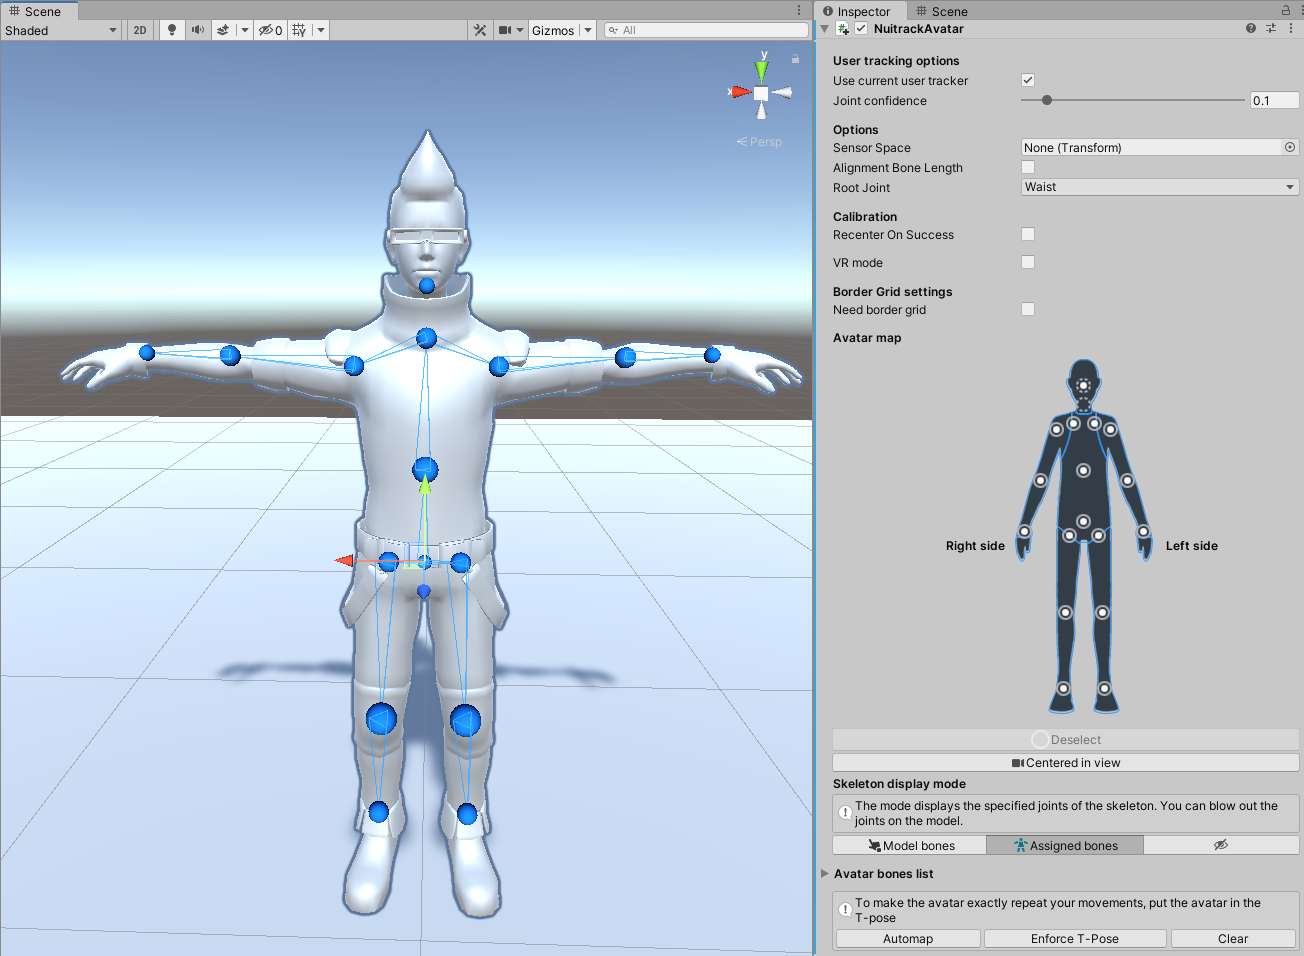 Scene
Shaded
2D
0
Gizmos
All
y
x
Persp
Inspector
Scene
NuitrackAvatar
User tracking options
Use current user tracker
Joint confidence
0.1
Options
Sensor Space
None (Transform)
Alignment Bone Length
Root Joint
Waist
Calibration
Recenter On Success
VR mode
Border Grid settings
Need border grid
Avatar map
Right side
Left side
Deselect
Centered in view
Skeleton display mode
The mode displays the specified joints of the skeleton. You can blow out the
joints on the model.
Model bones
Assigned bones
Avatar bones list
To make the avatar exactly repeat your movements, put the avatar in the
T-pose
Automap
Enforce T-Pose
Clear